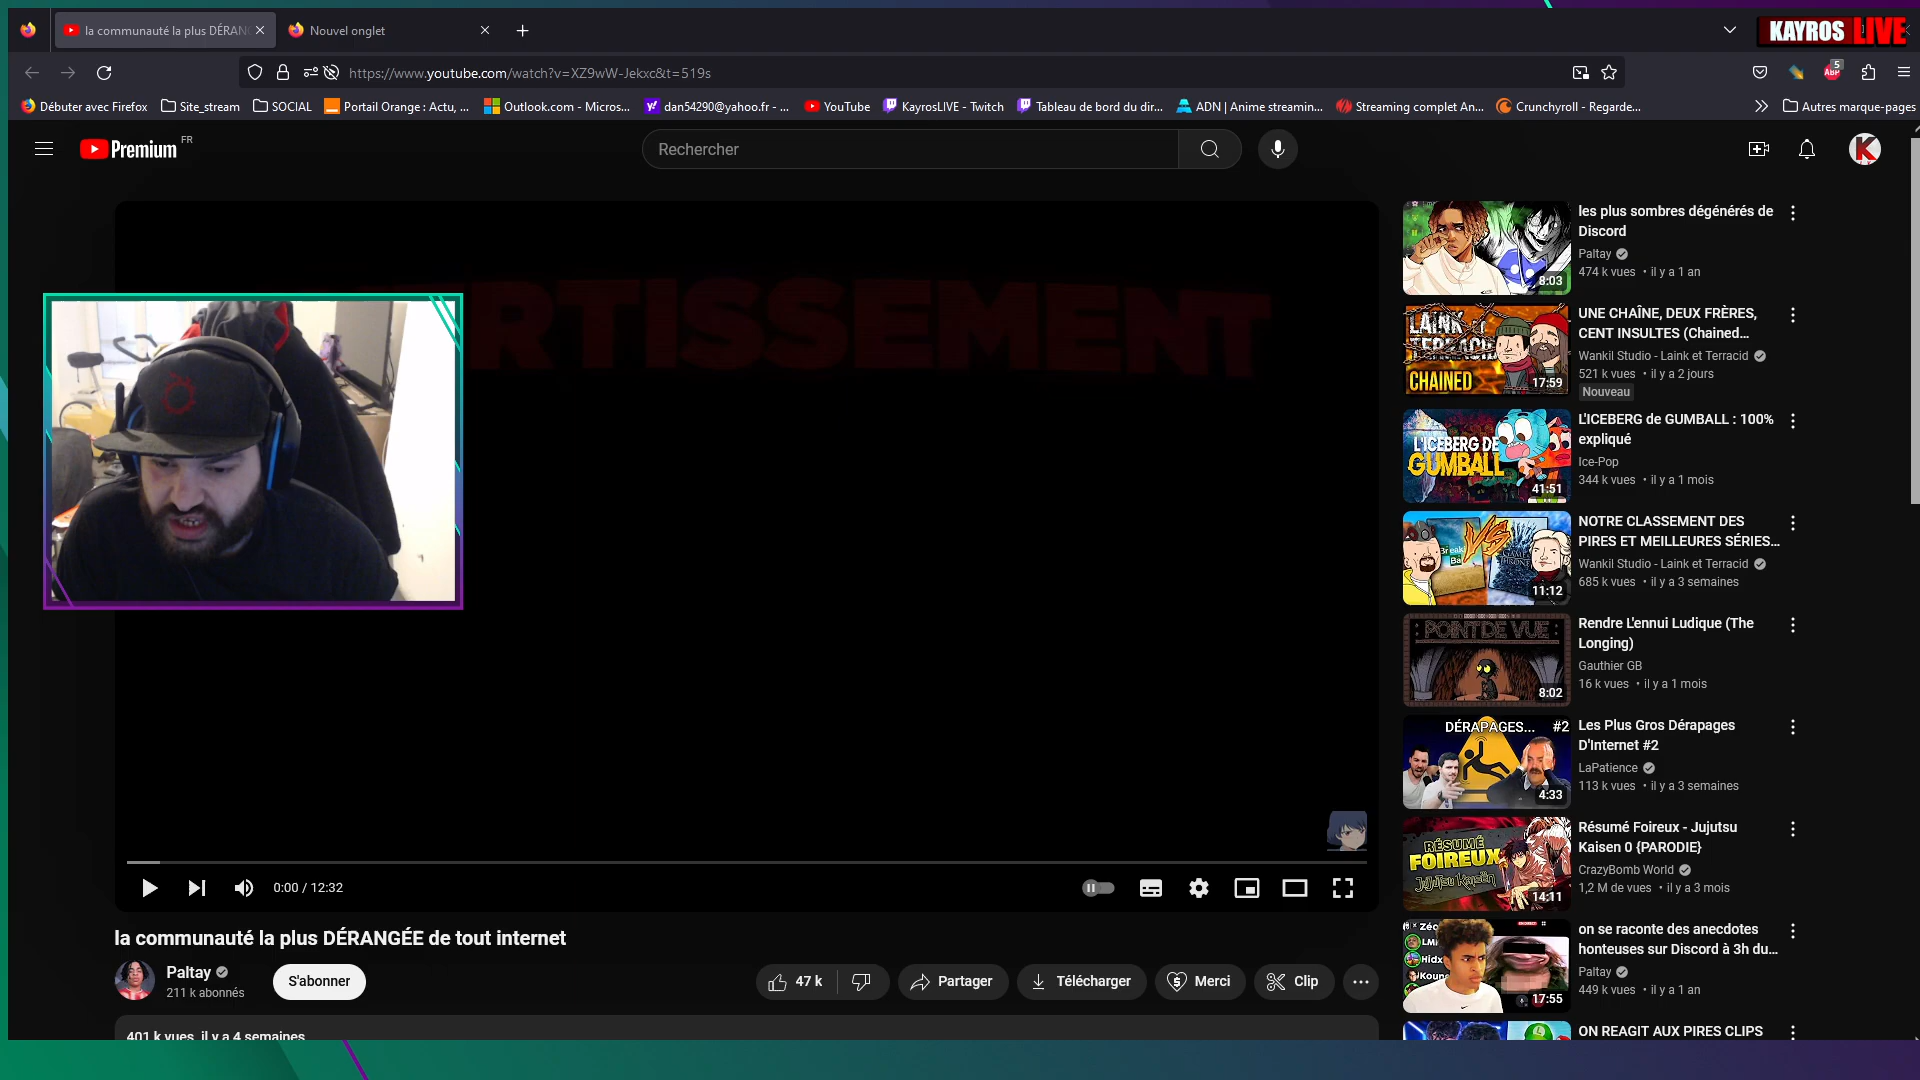 la communauté la plus DÉRAN
Nouvel onglet
KAYROS LIVE
https://www.youtube.com/watch?v=XZ9wW-Jekxc&t=519s
5
ABP
Débuter avec Firefox
Site_stream
SOCIAL
Portail Orange : Actu, ...
Outlook.com - Micros...
dan54290@yahoo.fr - ...
YouTube
KayrosLIVE - Twitch
Tableau de bord du dir...
ADN | Anime streamin...
Streaming complet An...
Crunchyroll - Regarde...
Autres marque-pages
Premium FR
Rechercher
RTISSEMENT
0:00 / 12:32
la communauté la plus DÉRANGÉE de tout internet
Paltay
211 k abonnés
S'abonner
47 k
Partager
Télécharger
Merci
Clip
401 k vues il y a 4 semaines
8:03
les plus sombres dégénérés de
Discord
Paltay
474 k vues • il y a 1 an
LAINK et
TERRACID
CHAINED
17:59
UNE CHAÎNE, DEUX FRÈRES,
CENT INSULTES (Chained...
Wankil Studio - Laink et Terracid
521 k vues • il y a 2 jours
Nouveau
L'ICEBERG DE
GUMBALL
41:51
L'ICEBERG de GUMBALL : 100%
expliqué
Ice-Pop
344 k vues • il y a 1 mois
VS
11:12
NOTRE CLASSEMENT DES
PIRES ET MEILLEURES SÉRIES...
Wankil Studio - Laink et Terracid
685 k vues • il y a 3 semaines
POINT DE VUE
8:02
Rendre L'ennui Ludique (The
Longing)
Gauthier GB
16 k vues • il y a 1 mois
DÉRAPAGES... #2
4:33
Les Plus Gros Dérapages
D'Internet #2
LaPatience
113 k vues • il y a 3 semaines
RÉSUMÉ
FOIREUX
JUJUTSU
KAISEN
14:11
Résumé Foireux - Jujutsu
Kaisen 0 {PARODIE}
CrazyBomb World
1,2 M de vues • il y a 3 mois
17:55
on se raconte des anecdotes
honteuses sur Discord à 3h du...
Paltay
449 k vues • il y a 1 an
ON REAGIT AUX PIRES CLIPS